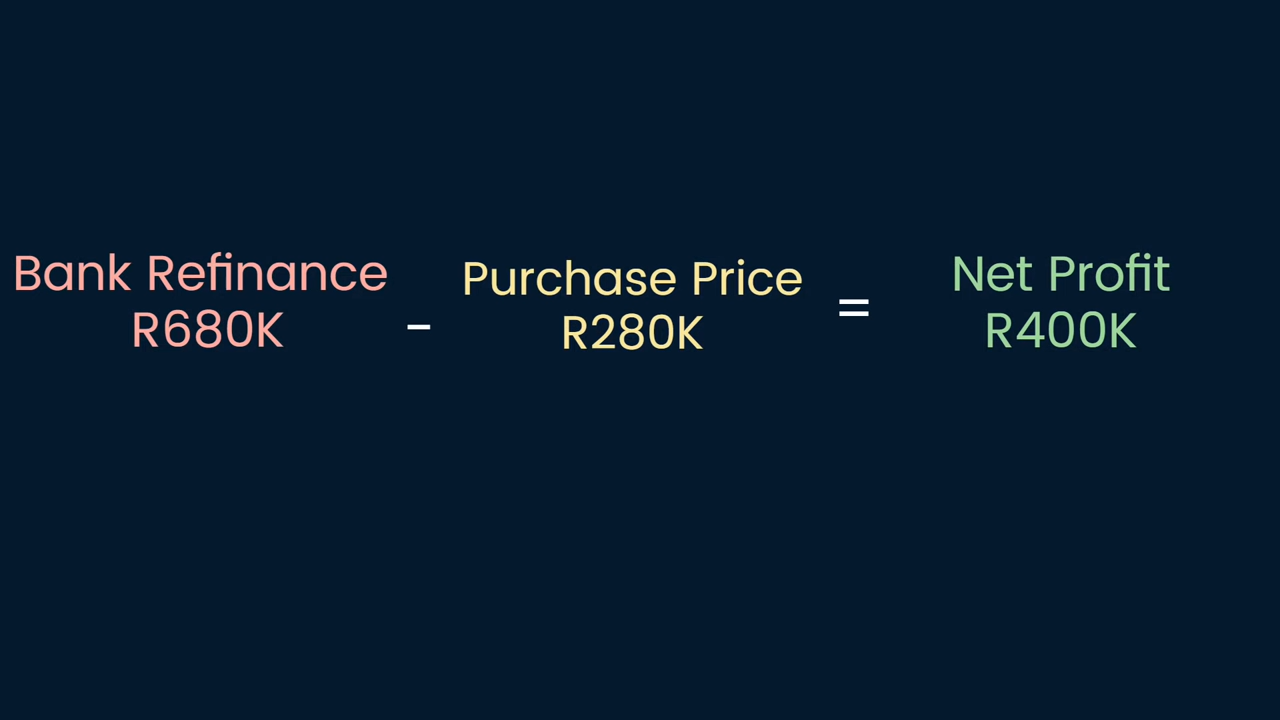 Bank Refinance
R680K
-
Purchase Price
R280K
=
Net Profit
R400K